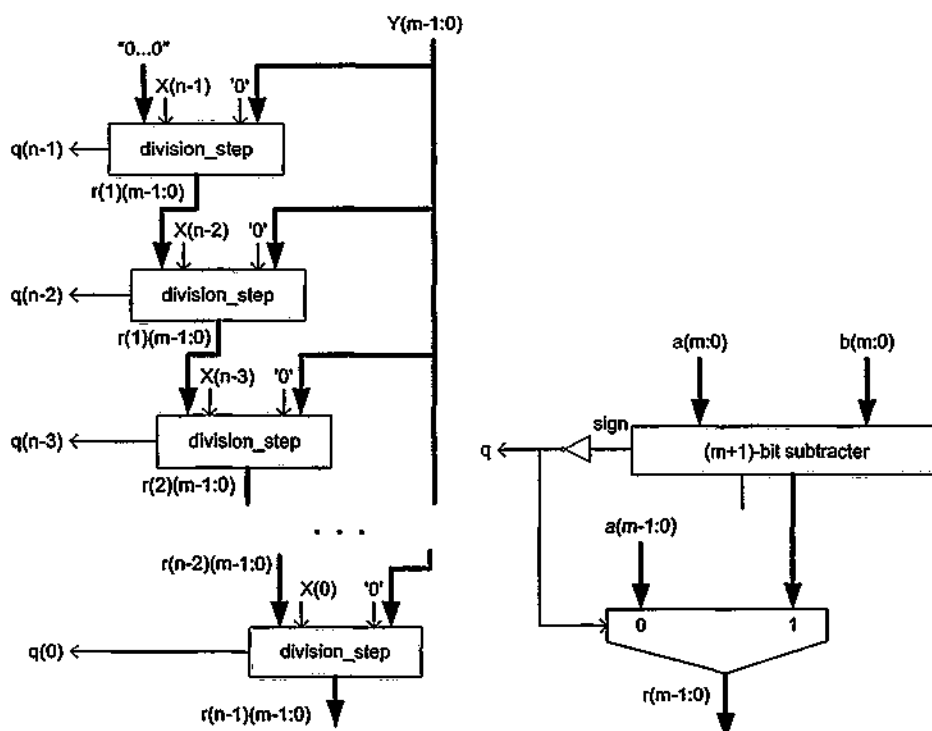 Y(m-1:0)
"0...0"
X(n-1) '0'
division_step
q(n-1)
r(1)(m-1:0)
X(n-2) '0'
division_step
q(n-2)
r(1)(m-1:0)
X(n-3) '0'
division_step
q(n-3)
r(2)(m-1:0)
. . .
r(n-2)(m-1:0)
X(0) '0'
division_step
q(0)
r(n-1)(m-1:0)
a(m:0) b(m:0)
sign
q
(m+1)-bit subtracter
a(m-1:0)
0 1
r(m-1:0)